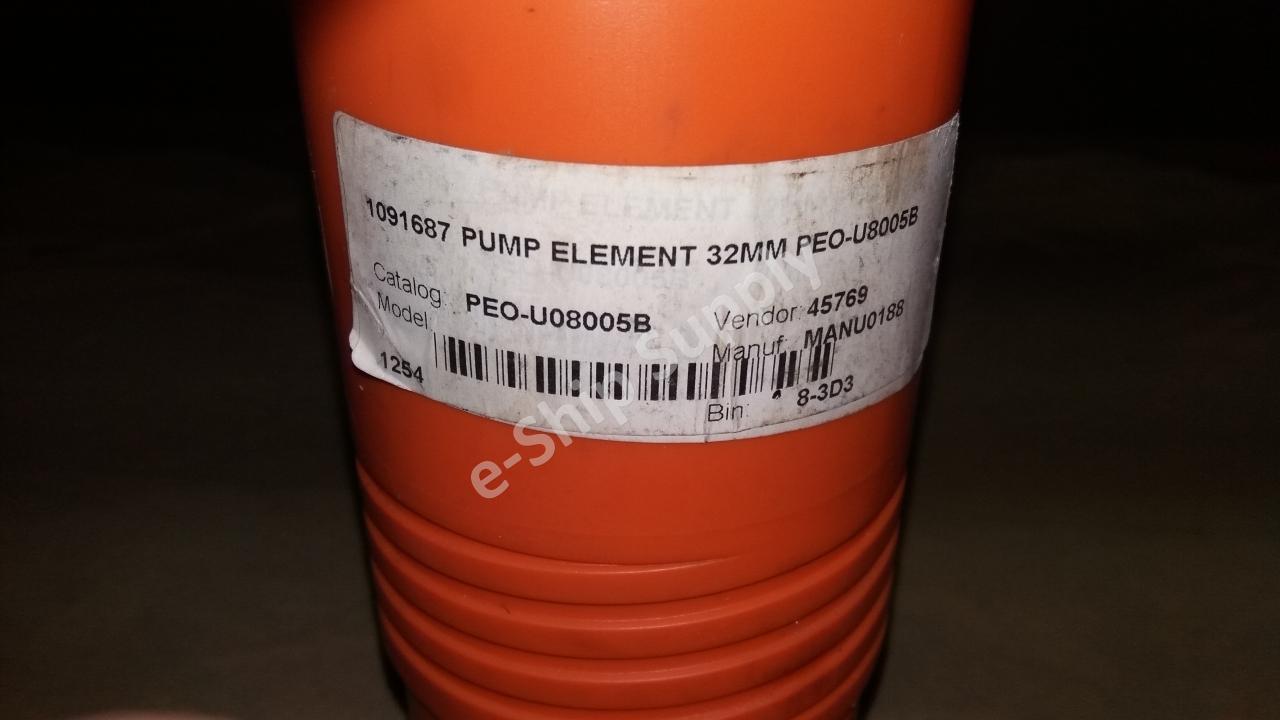 1091687 PUMP ELEMENT 32MM PEO-U8005B
Catalog: PEO-U08005B Vendor: 45769
Model: Manuf: MANU0188
1254 Bin: 8-3D3
e-Ship Supply